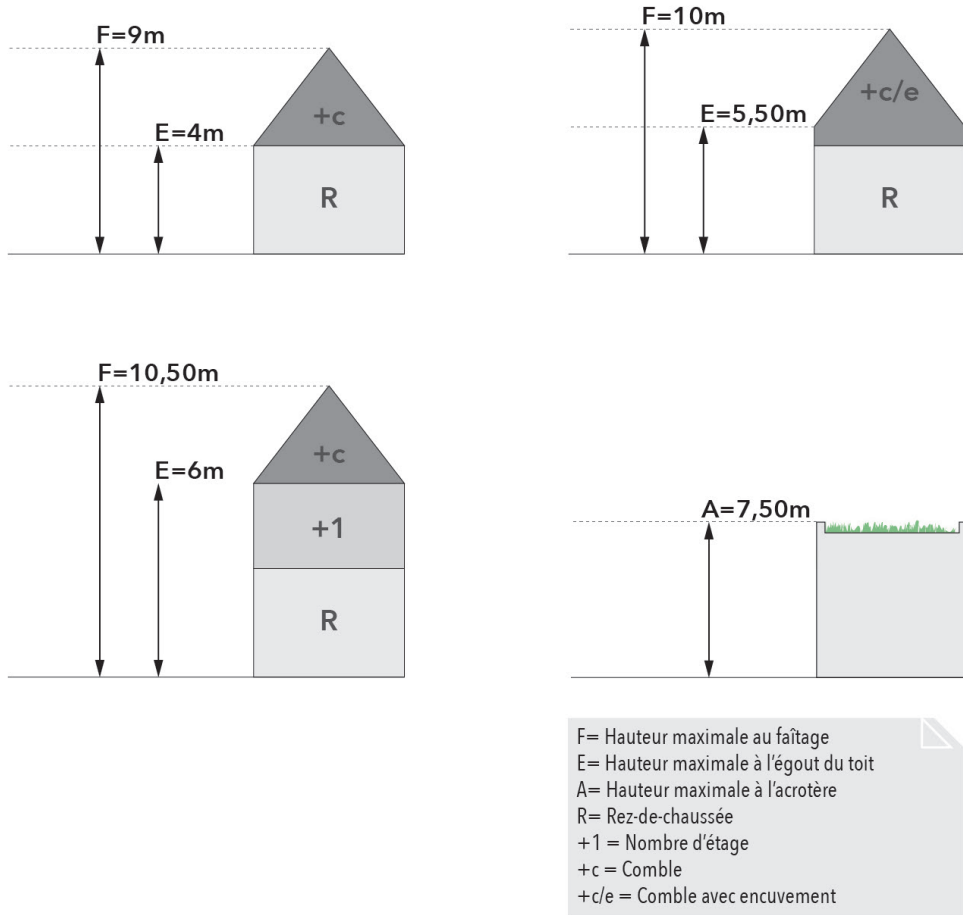 F=9m
E=4m
+c
R
F=10m
E=5,50m
+c/e
R
F=10,50m
E=6m
+c
+1
R
A=7,50m
F= Hauteur maximale au faîtage
E= Hauteur maximale à l'égout du toit
A= Hauteur maximale à l'acrotère
R= Rez-de-chaussée
+1 = Nombre d'étage
+c = Comble
+c/e = Comble avec encuvement